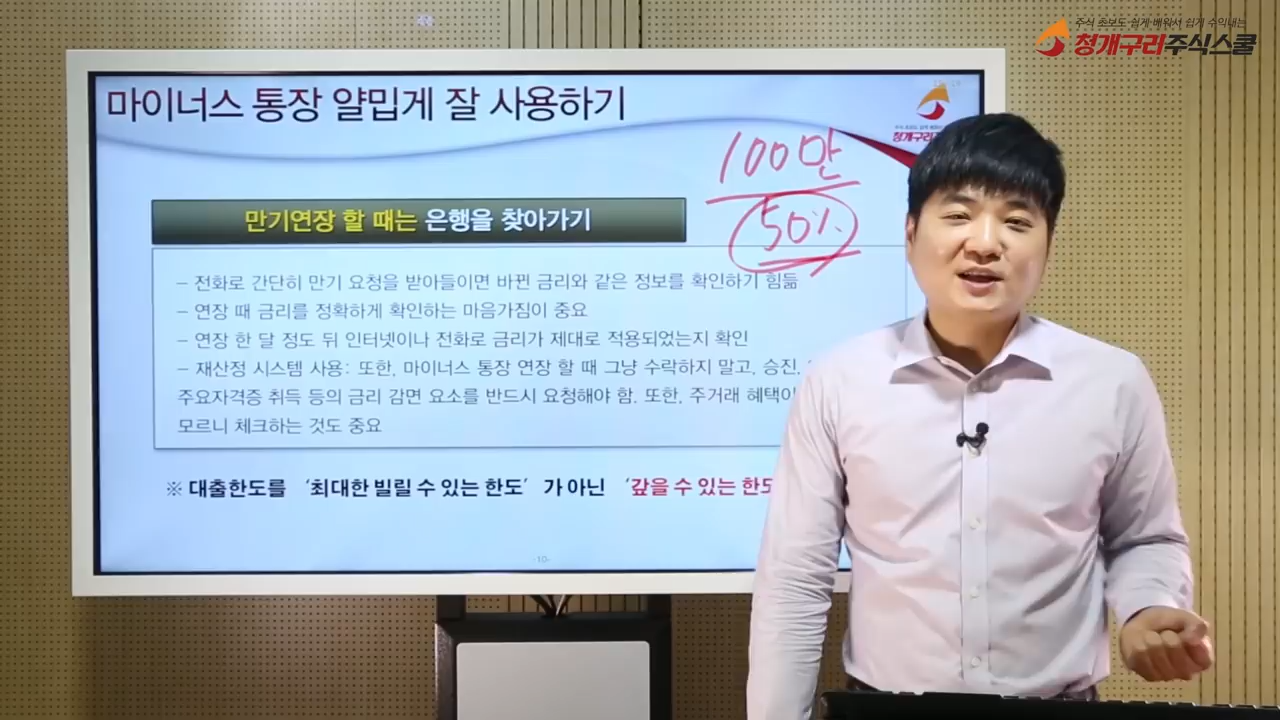 주식 초보도 쉽게 배워서 쉽게 수익내는
청개구리주식스쿨
마이너스 통장 얄밉게 잘 사용하기
청개구리
100만
50%
만기연장 할 때는 은행을 찾아가기
– 전화로 간단히 만기 요청을 받아들이면 바뀐 금리와 같은 정보를 확인하기 힘듦
– 연장 때 금리를 정확하게 확인하는 마음가짐이 중요
– 연장 한 달 정도 뒤 인터넷이나 전화로 금리가 제대로 적용되었는지 확인
– 재산정 시스템 사용: 또한, 마이너스 통장 연장 할 때 그냥 수락하지 말고, 승진,
주요자격증 취득 등의 금리 감면 요소를 반드시 요청해야 함. 또한, 주거래 혜택이
모르니 체크하는 것도 중요
※ 대출한도를 ‘최대한 빌릴 수 있는 한도’ 가 아닌 ‘갚을 수 있는 한도
-10-